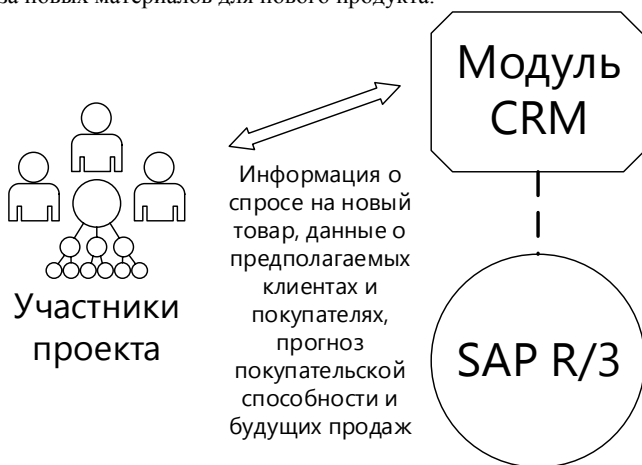 за новых материалов для нового продукта.
Модуль
CRM
Информация о
спросе на новый
товар, данные о
предполагаемых
клиентах и
покупателях,
прогноз
покупательской
способности и
будущих продаж
Участники
проекта
SAP R/3